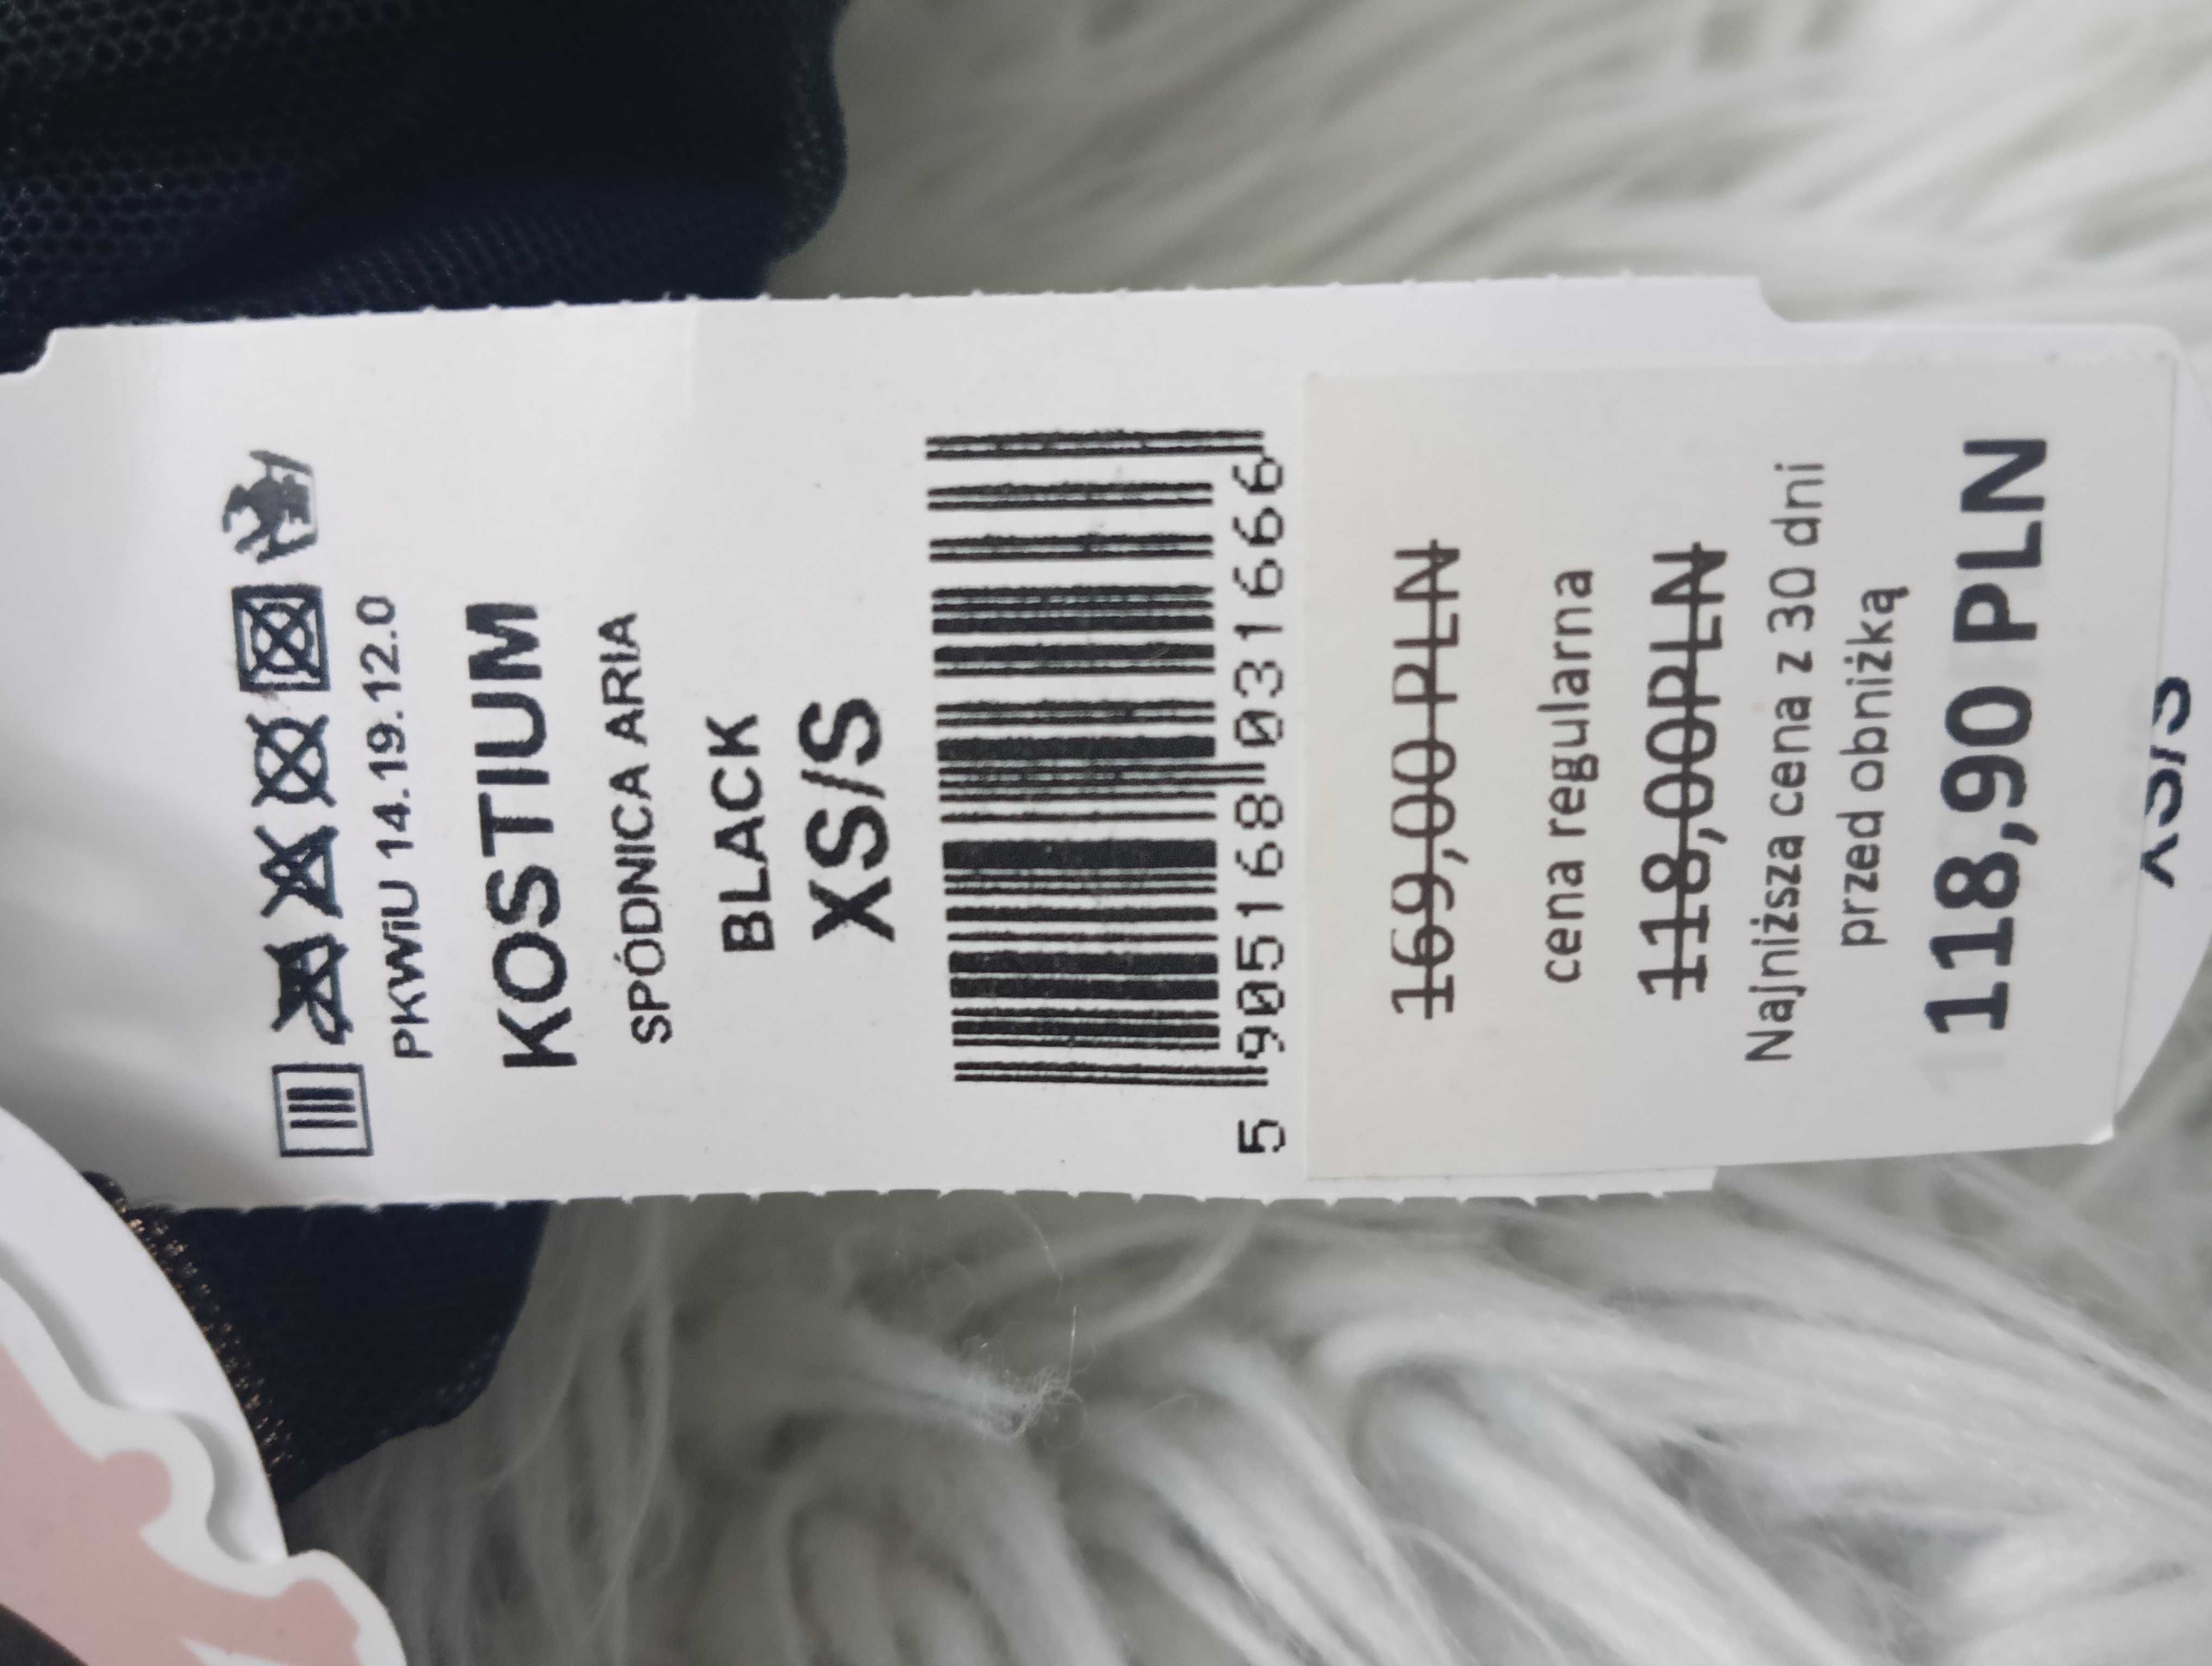 PKWiU 14.19.12.0
KOSTIUM
SPÓDNICA ARIA
BLACK
XS/S
5 905168 031666
169,00 PLN
cena regularna
118,00PLN
Najniższa cena z 30 dni
przed obniżką
118,90 PLN
XS/S